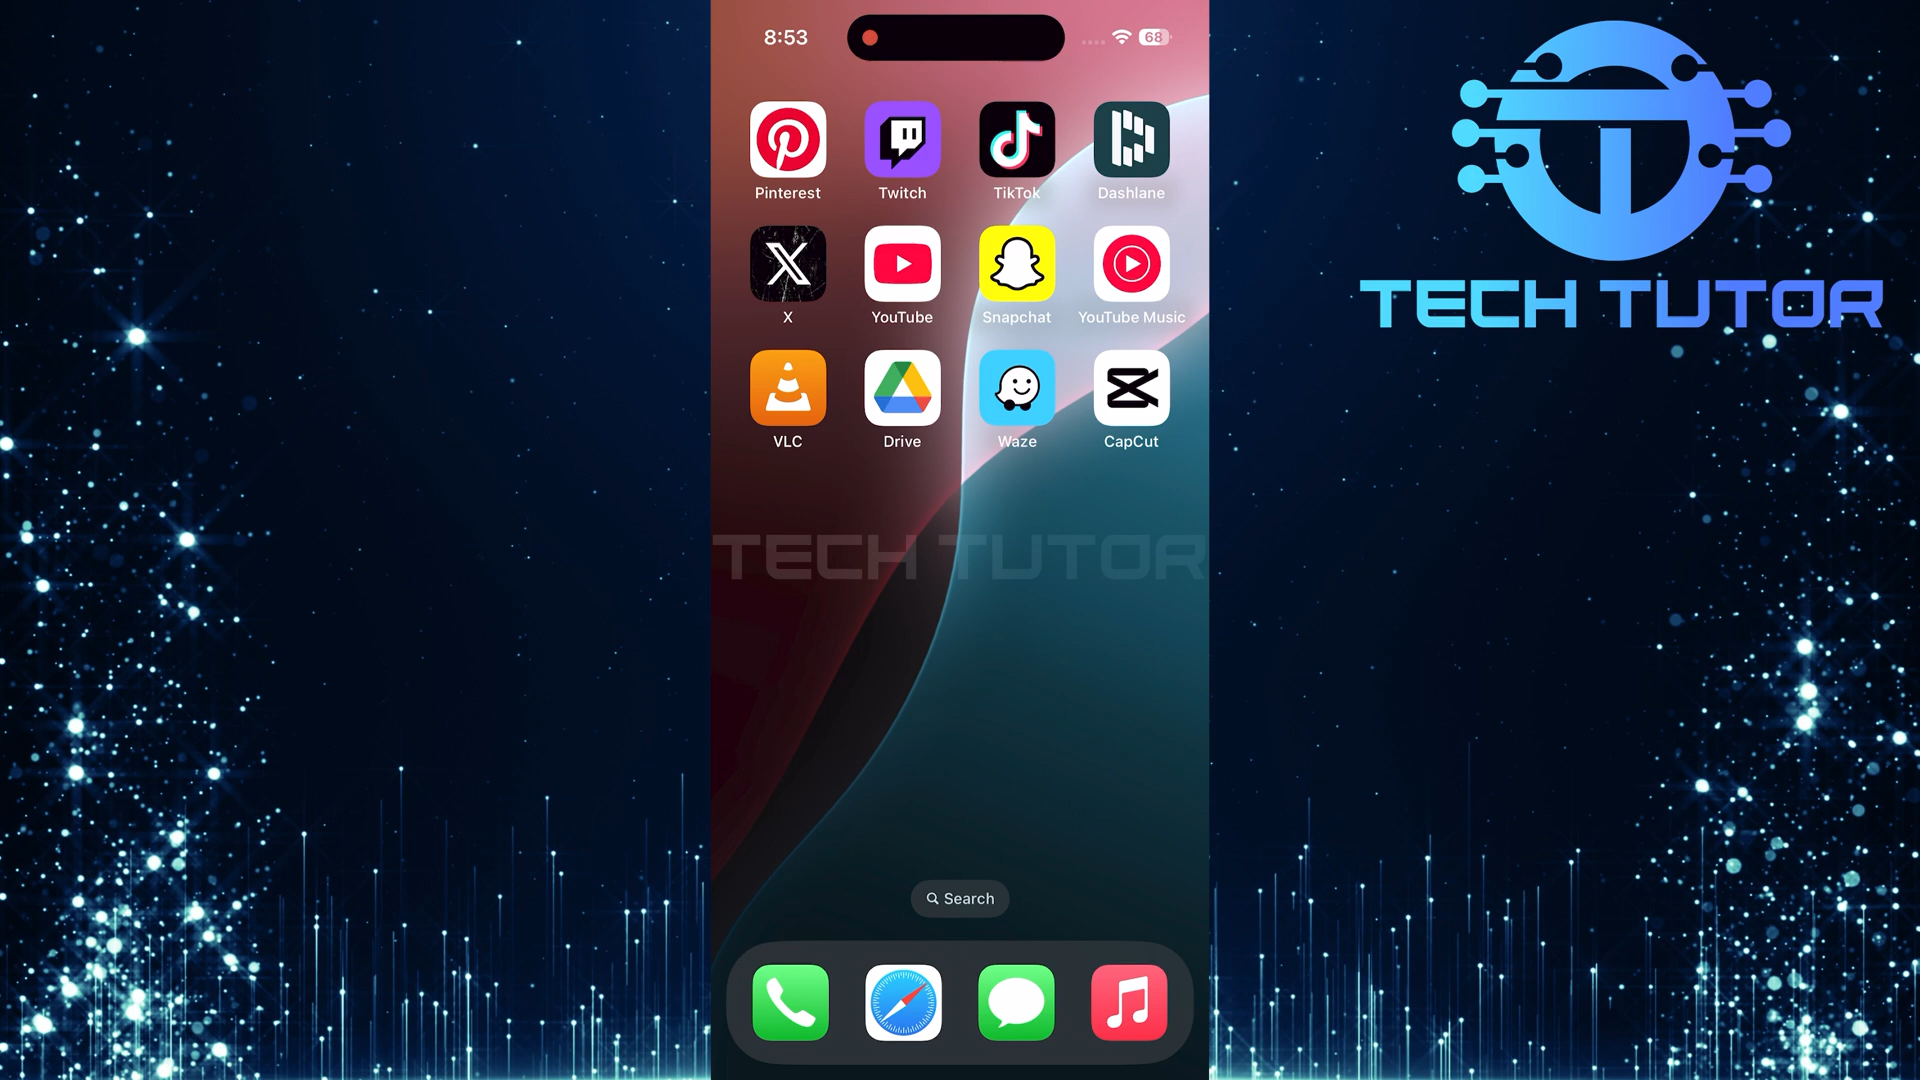 8:53
68
TECH TUTOR
Pinterest
Twitch
TikTok
Dashlane
X
YouTube
Snapchat
YouTube Music
VLC
Drive
Waze
CapCut
TECH TUTOR
Search